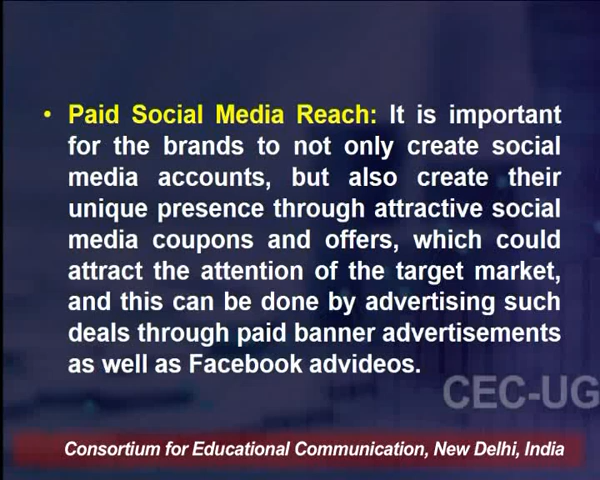 • Paid Social Media Reach: It is important
for the brands to not only create social
media accounts, but also create their
unique presence through attractive social
media coupons and offers, which could
attract the attention of the target market,
and this can be done by advertising such
deals through paid banner advertisements
as well as Facebook advideos.
CEC-UG
Consortium for Educational Communication, New Delhi, India